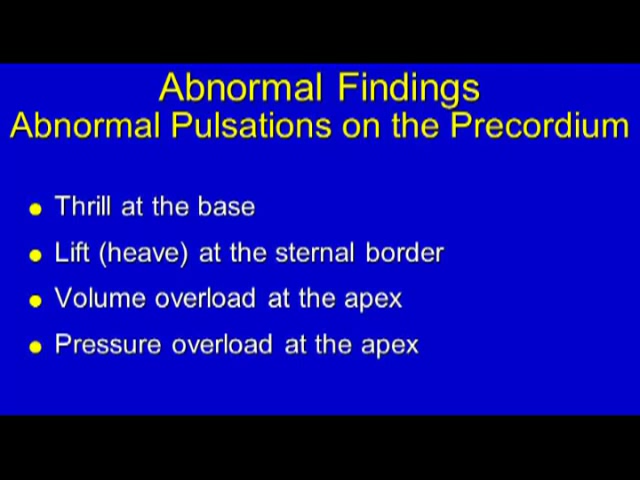 Abnormal Findings
Abnormal Pulsations on the Precordium
• Thrill at the base
• Lift (heave) at the sternal border
• Volume overload at the apex
• Pressure overload at the apex